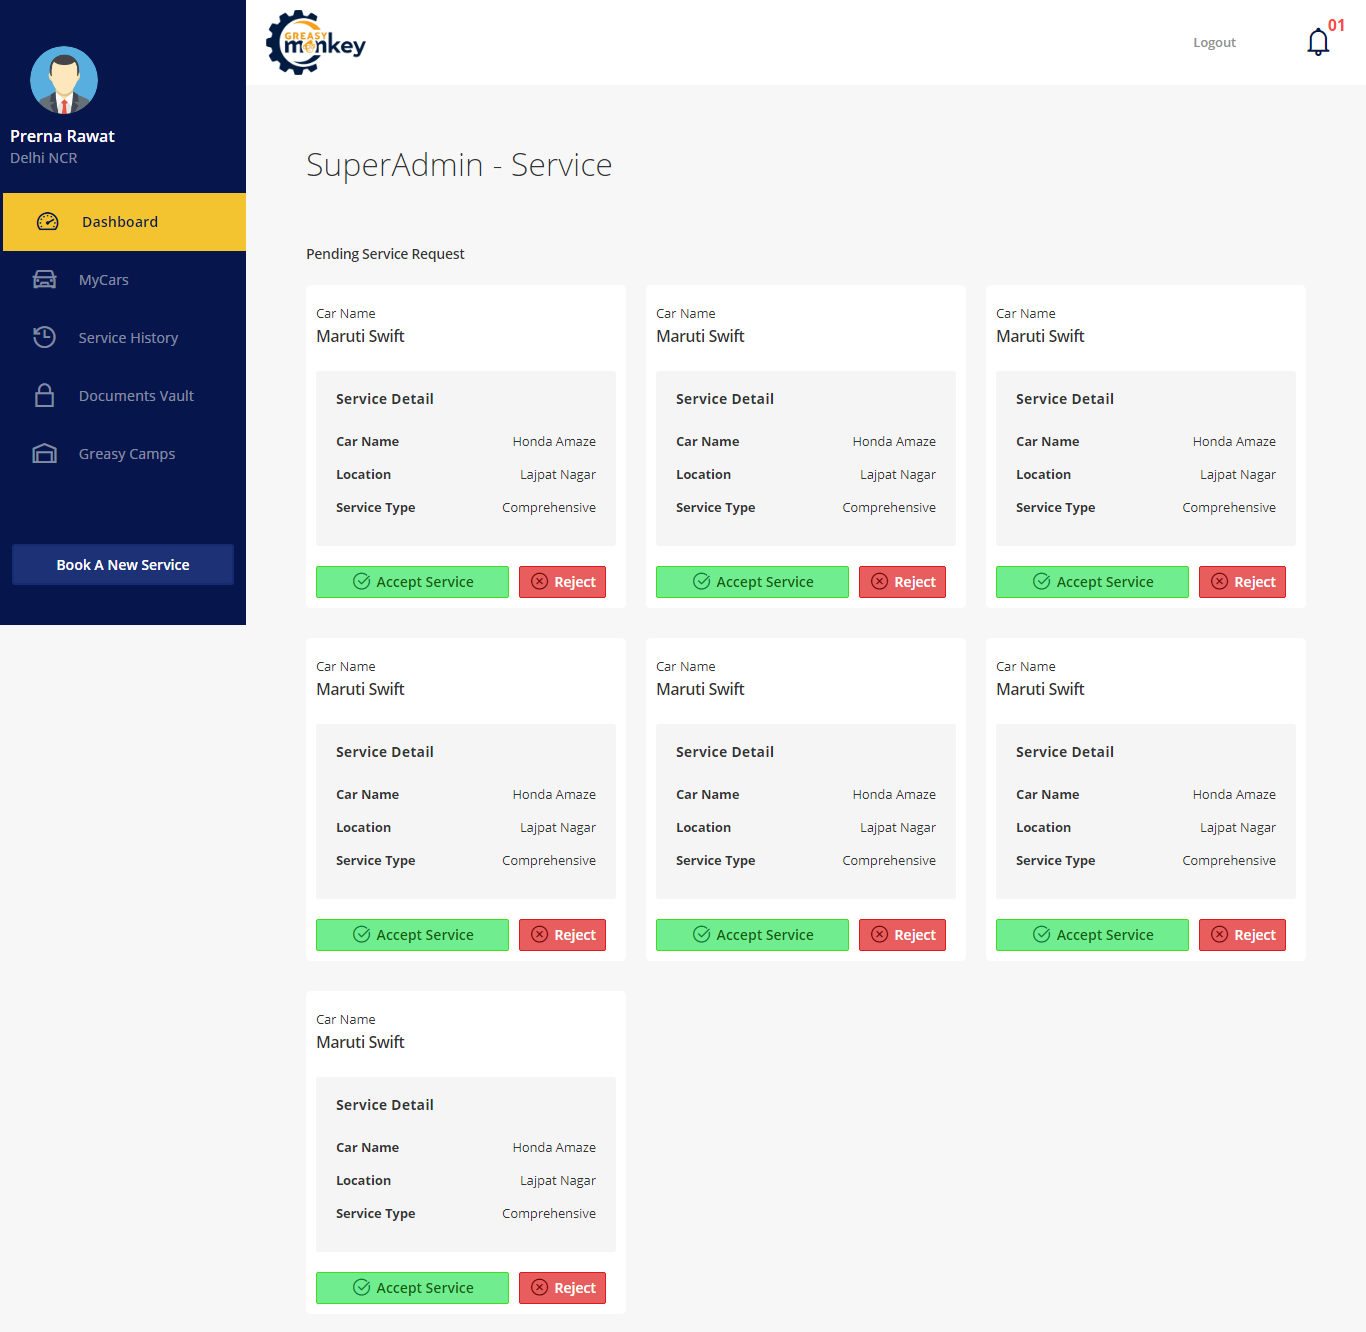 Prerna Rawat
Delhi NCR
Dashboard
MyCars
Service History
Documents Vault
Greasy Camps
Book A New Service
GREASY
monkey
Logout
01
SuperAdmin - Service
Pending Service Request
Car Name
Maruti Swift
Service Detail
Car Name Honda Amaze
Location Lajpat Nagar
Service Type Comprehensive
Accept Service Reject
Car Name
Maruti Swift
Service Detail
Car Name Honda Amaze
Location Lajpat Nagar
Service Type Comprehensive
Accept Service Reject
Car Name
Maruti Swift
Service Detail
Car Name Honda Amaze
Location Lajpat Nagar
Service Type Comprehensive
Accept Service Reject
Car Name
Maruti Swift
Service Detail
Car Name Honda Amaze
Location Lajpat Nagar
Service Type Comprehensive
Accept Service Reject
Car Name
Maruti Swift
Service Detail
Car Name Honda Amaze
Location Lajpat Nagar
Service Type Comprehensive
Accept Service Reject
Car Name
Maruti Swift
Service Detail
Car Name Honda Amaze
Location Lajpat Nagar
Service Type Comprehensive
Accept Service Reject
Car Name
Maruti Swift
Service Detail
Car Name Honda Amaze
Location Lajpat Nagar
Service Type Comprehensive
Accept Service Reject